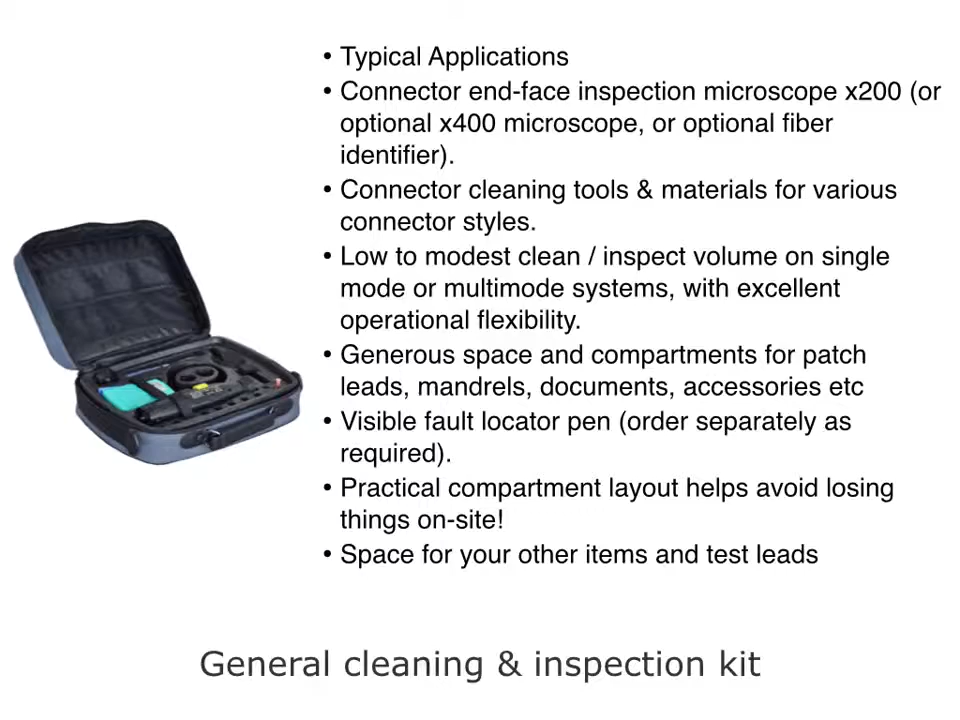 • Typical Applications
• Connector end-face inspection microscope x200 (or
optional x400 microscope, or optional fiber
identifier).
• Connector cleaning tools & materials for various
connector styles.
• Low to modest clean / inspect volume on single
mode or multimode systems, with excellent
operational flexibility.
• Generous space and compartments for patch
leads, mandrels, documents, accessories etc
• Visible fault locator pen (order separately as
required).
• Practical compartment layout helps avoid losing
things on-site!
• Space for your other items and test leads
General cleaning & inspection kit